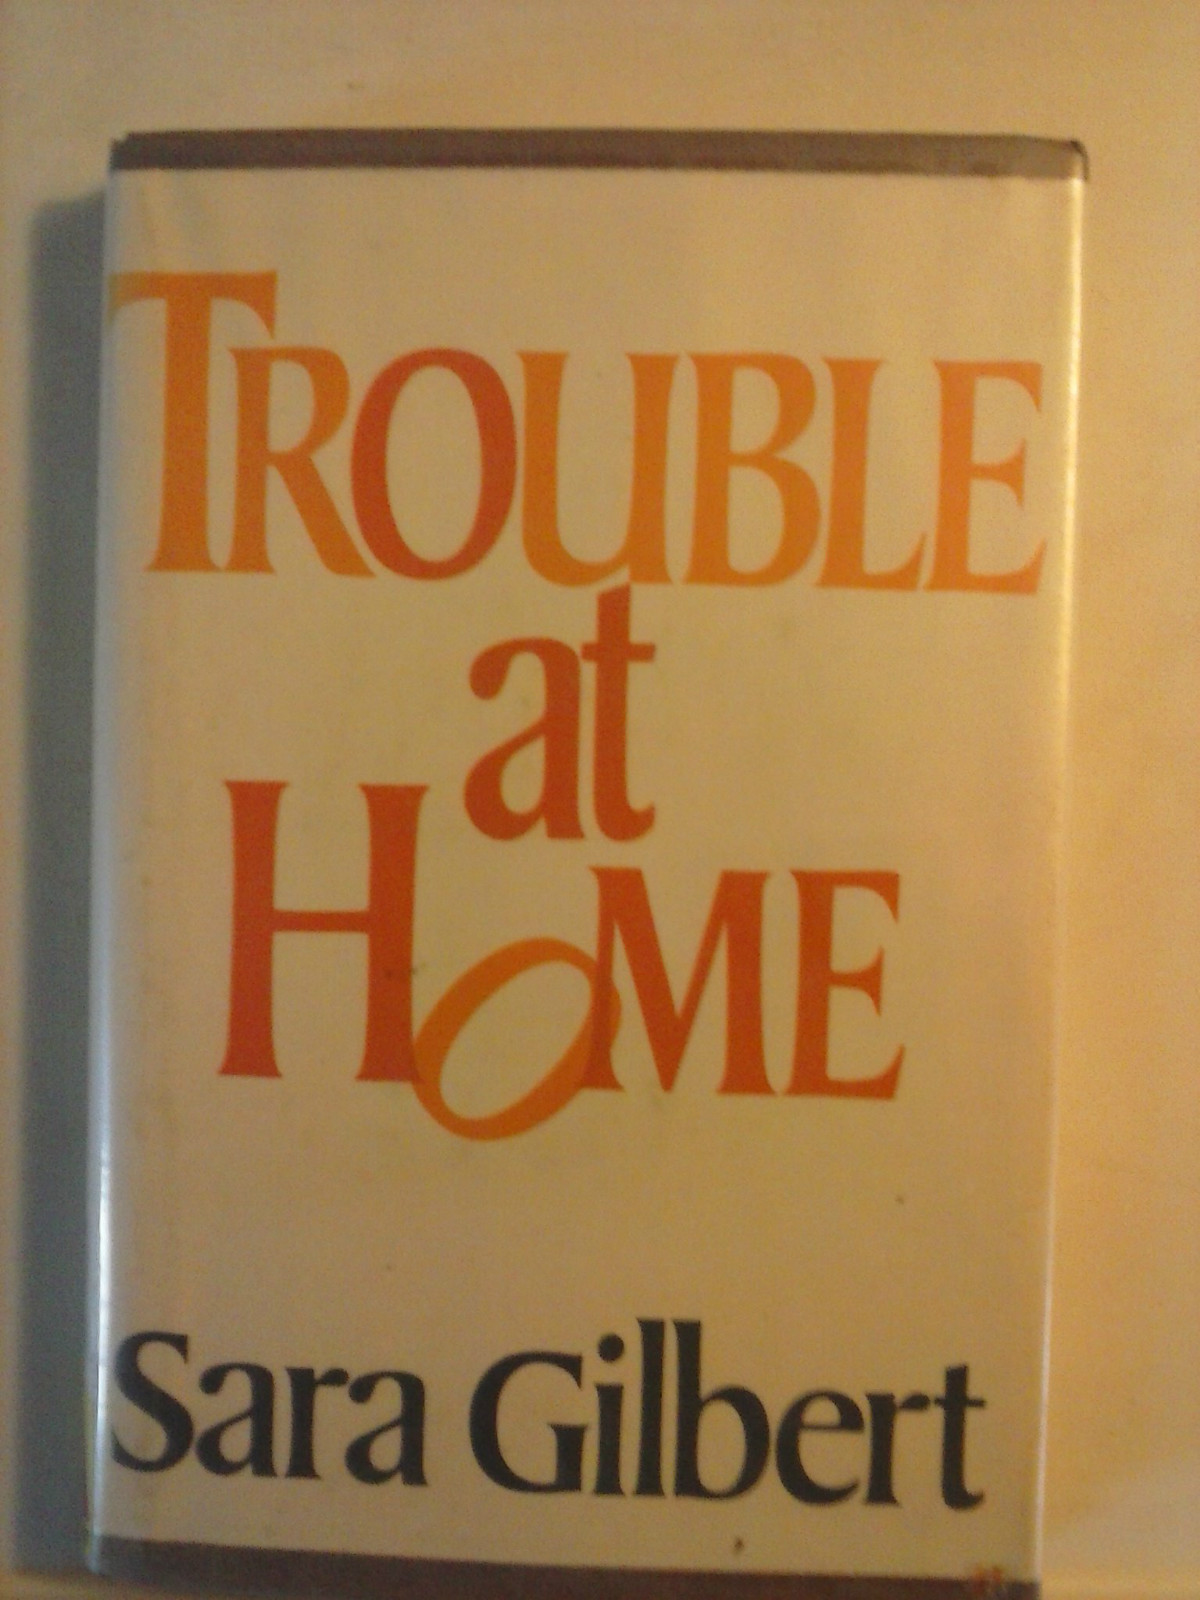 TROUBLE
at
HOME
Sara Gilbert